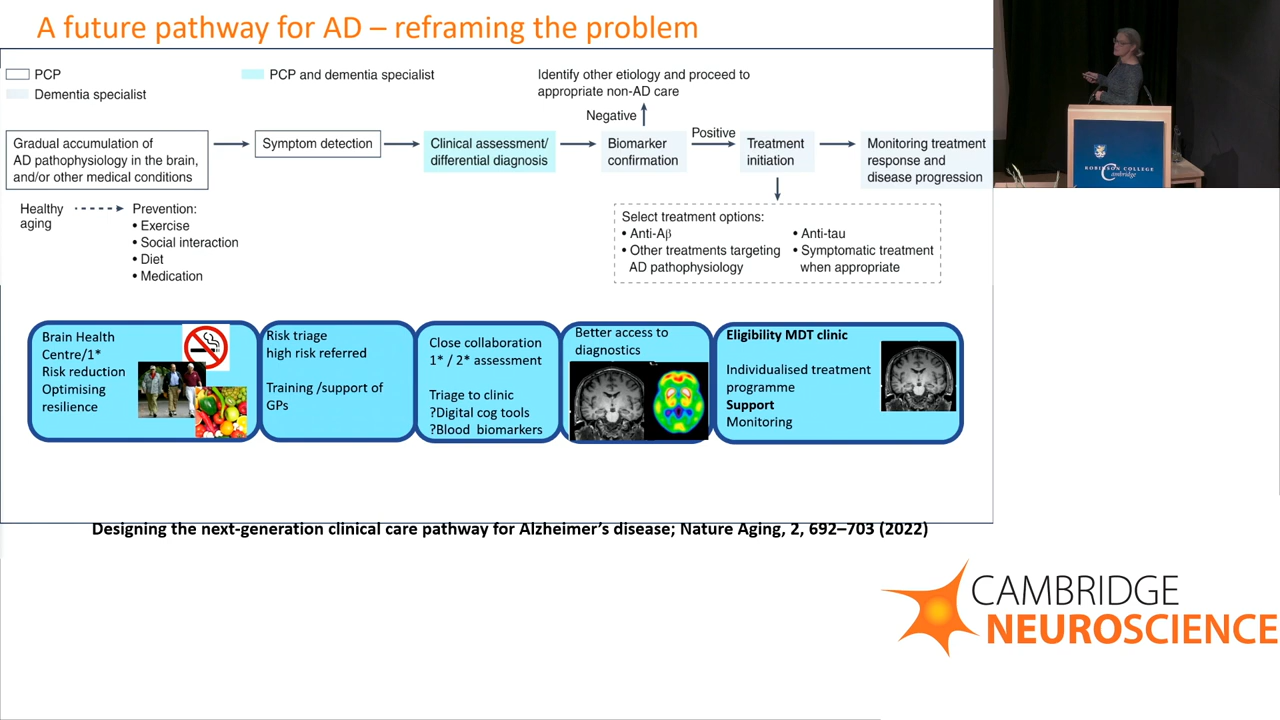 A future pathway for AD – reframing the problem
PCP
PCP and dementia specialist
Dementia specialist
Identify other etiology and proceed to
appropriate non-AD care
Negative
Positive
Gradual accumulation of
AD pathophysiology in the brain,
and/or other medical conditions
Symptom detection
Clinical assessment/
differential diagnosis
Biomarker
confirmation
Treatment
initiation
Monitoring treatment
response and
disease progression
Healthy
aging
Prevention:
• Exercise
• Social interaction
• Diet
• Medication
Select treatment options:
• Anti-Aβ
• Other treatments targeting
AD pathophysiology
• Anti-tau
• Symptomatic treatment
when appropriate
Brain Health
Centre/1*
Risk reduction
Optimising
resilience
Risk triage
high risk referred
Training /support of
GPs
Close collaboration
1* / 2* assessment
Triage to clinic
?Digital cog tools
?Blood biomarkers
Better access to
diagnostics
Eligibility MDT clinic
Individualised treatment
programme
Support
Monitoring
Designing the next-generation clinical care pathway for Alzheimer's disease; Nature Aging, 2, 692–703 (2022)
ROBINSON COLLEGE
Cambridge
CAMBRIDGE
NEUROSCIENCE